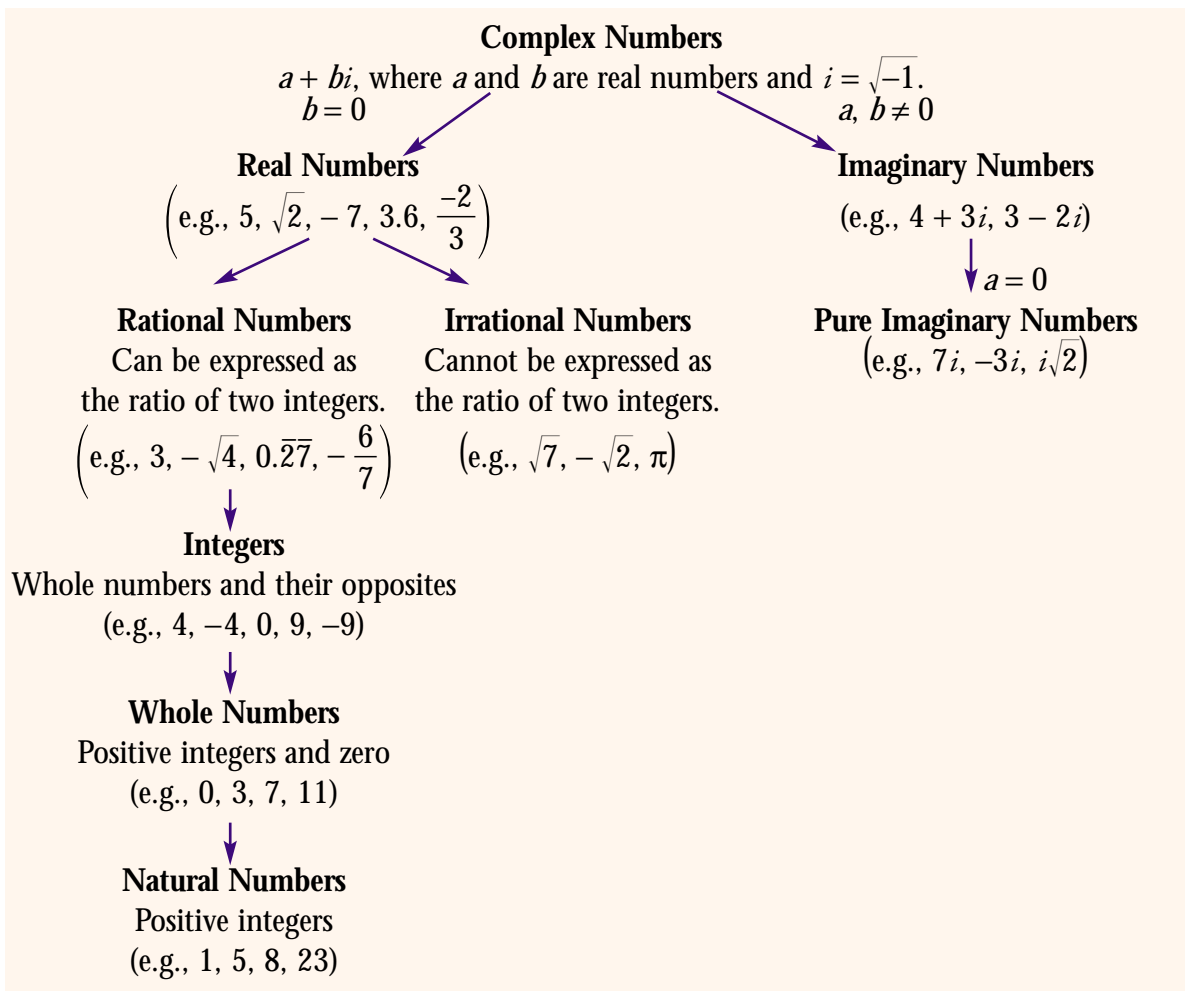 Complex Numbers
a + bi, where a and b are real numbers and i = √−1.
b = 0
a, b ≠ 0
Real Numbers
(e.g., 5, √2, − 7, 3.6, −2/3)
Imaginary Numbers
(e.g., 4 + 3i, 3 − 2i)
a = 0
Rational Numbers
Can be expressed as
the ratio of two integers.
(e.g., 3, − √4, 0.2̅7̅, − 6/7)
Irrational Numbers
Cannot be expressed as
the ratio of two integers.
(e.g., √7, − √2, π)
Pure Imaginary Numbers
(e.g., 7i, −3i, i√2)
Integers
Whole numbers and their opposites
(e.g., 4, −4, 0, 9, −9)
Whole Numbers
Positive integers and zero
(e.g., 0, 3, 7, 11)
Natural Numbers
Positive integers
(e.g., 1, 5, 8, 23)